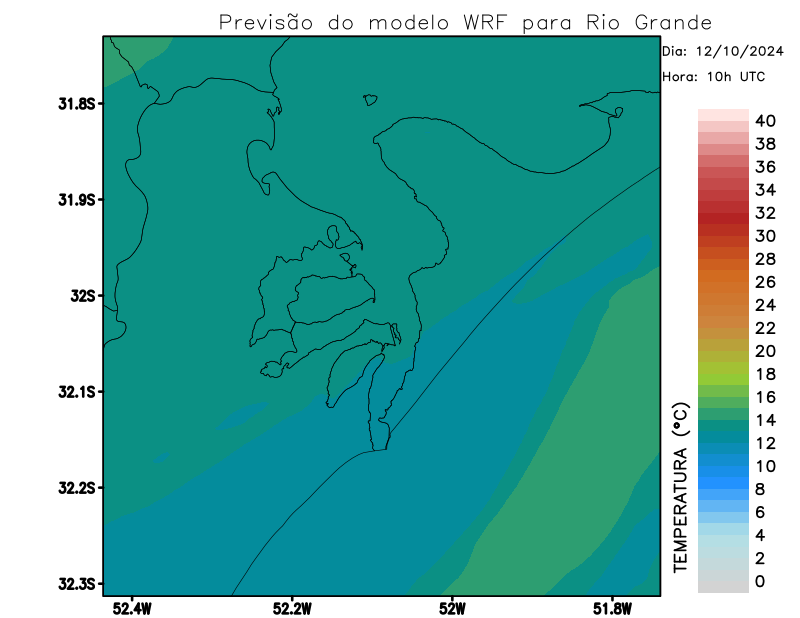 Previsão do modelo WRF para Rio Grande
Dia: 12/10/2024
Hora: 10h UTC
31.8S
31.9S
32S
32.1S
32.2S
32.3S
52.4W
52.2W
52W
51.8W
TEMPERATURA (°C)
40
38
36
34
32
30
28
26
24
22
20
18
16
14
12
10
8
6
4
2
0